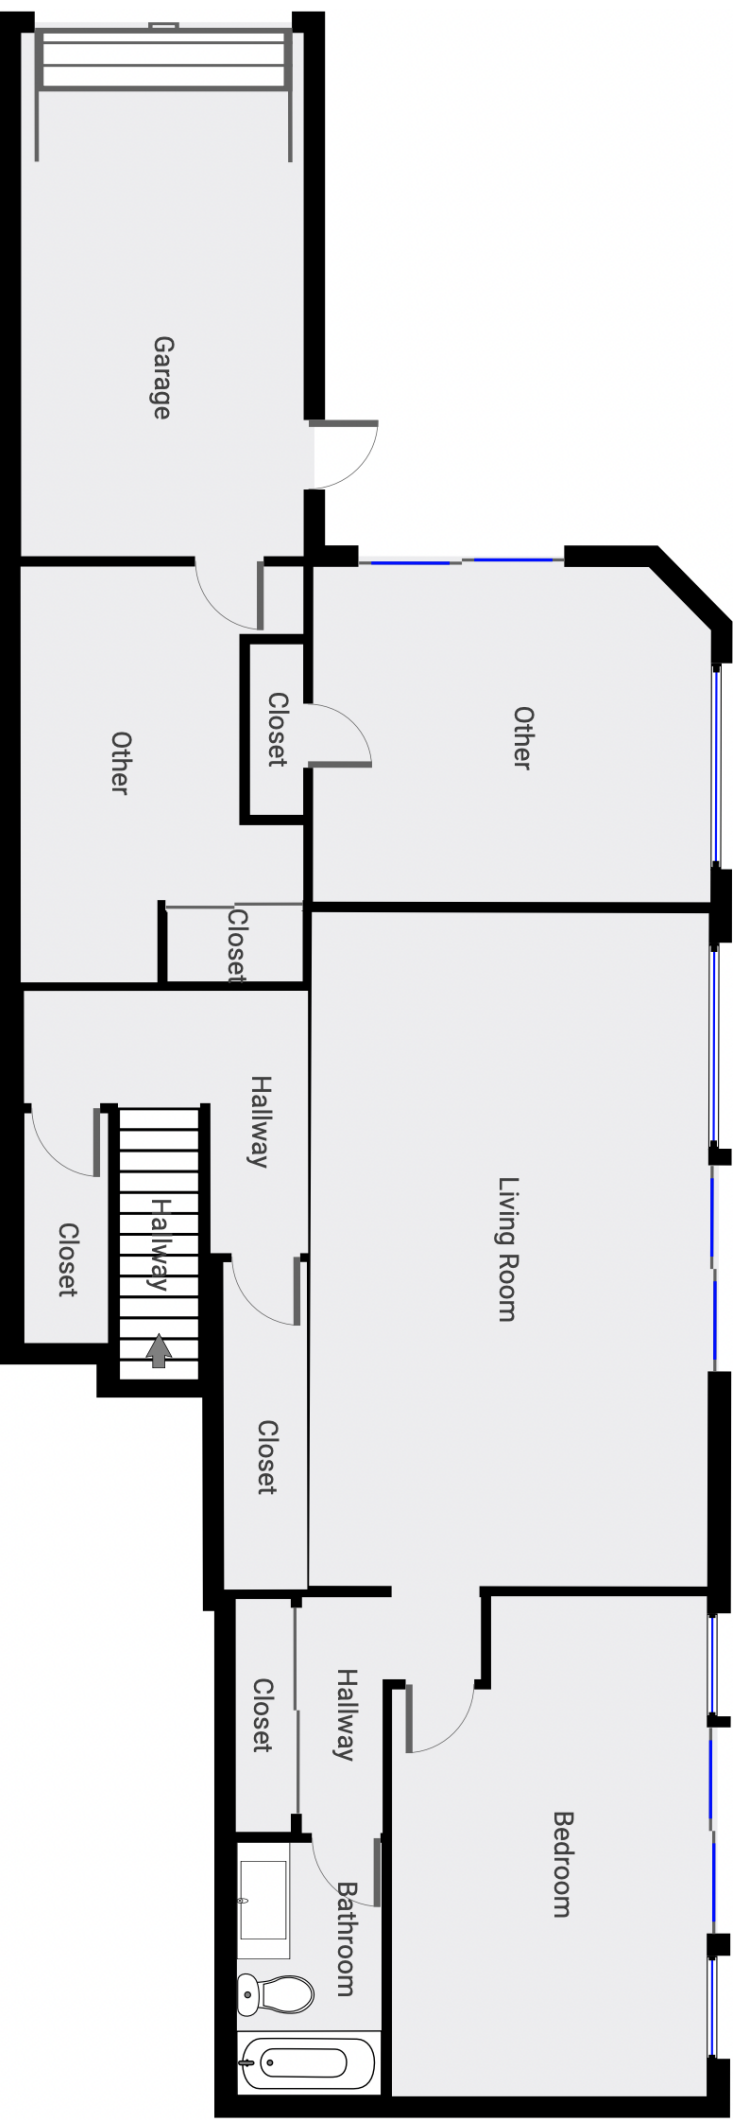 Garage
Closet
Other
Other
Closet
Hallway
Hallway
Living Room
Closet
Closet
Closet
Hallway
Bedroom
Bathroom